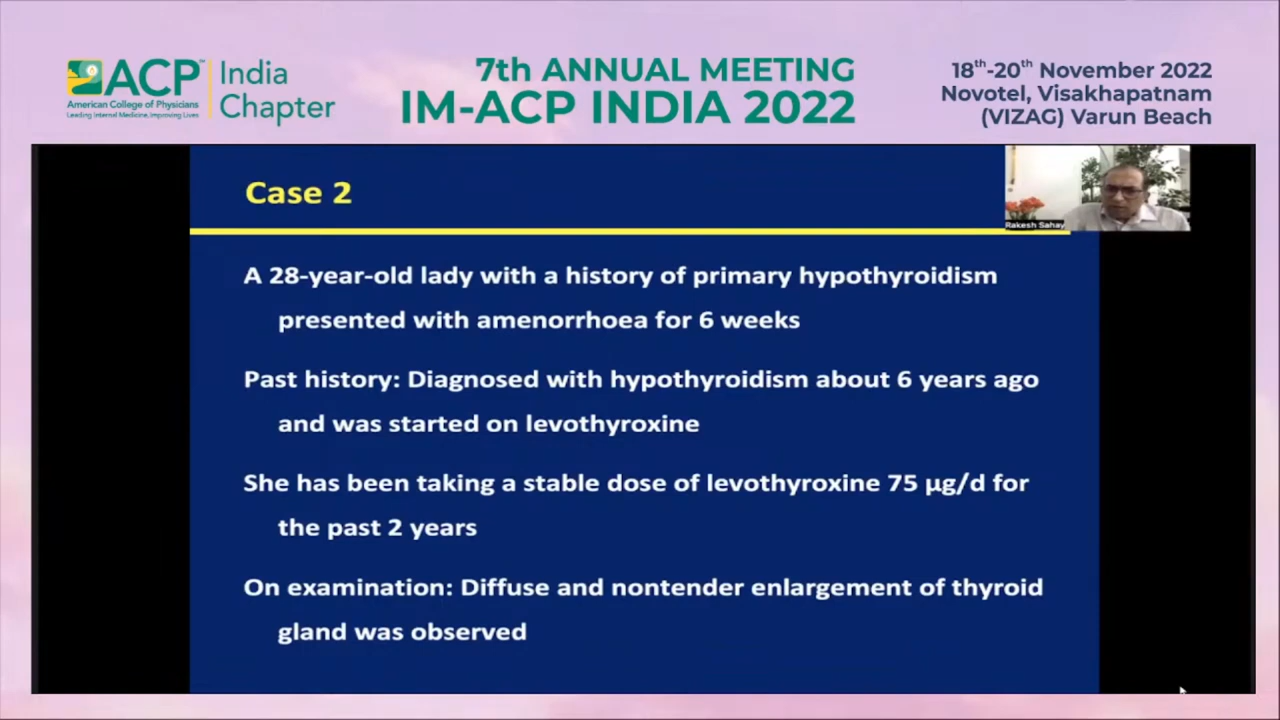 ACP™
American College of Physicians
Leading Internal Medicine, Improving Lives
India
Chapter
7th ANNUAL MEETING
IM-ACP INDIA 2022
18th-20th November 2022
Novotel, Visakhapatnam
(VIZAG) Varun Beach
Case 2
Rakesh Sahay
A 28-year-old lady with a history of primary hypothyroidism
presented with amenorrhoea for 6 weeks
Past history: Diagnosed with hypothyroidism about 6 years ago
and was started on levothyroxine
She has been taking a stable dose of levothyroxine 75 µg/d for
the past 2 years
On examination: Diffuse and nontender enlargement of thyroid
gland was observed